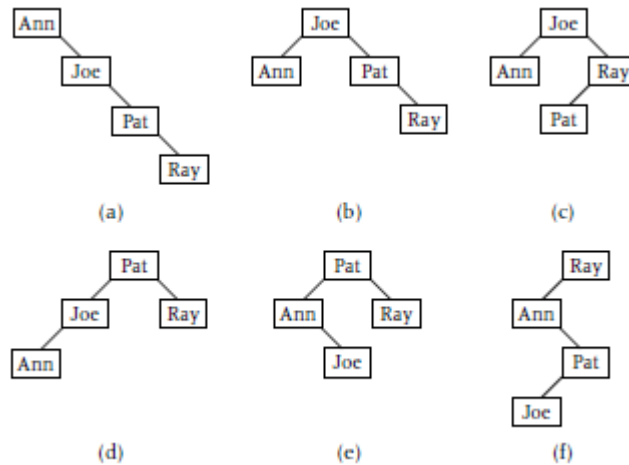 Ann
Joe
Pat
Ray
(a)
Joe
Ann
Pat
Ray
(b)
Joe
Ann
Ray
Pat
(c)
Pat
Joe
Ray
Ann
(d)
Pat
Ann
Ray
Joe
(e)
Ray
Ann
Pat
Joe
(f)